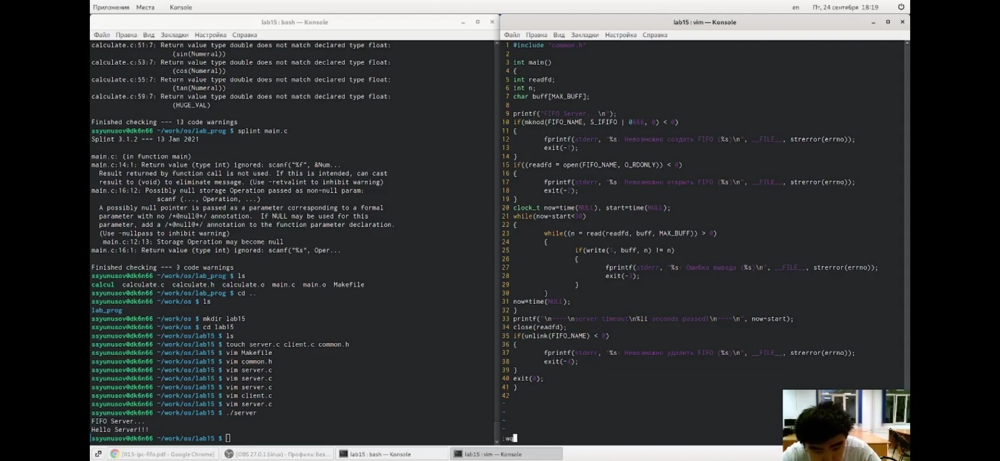 Приложения Места Konsole en Пт, 24 сентября 18:19
lab15 : bash — Konsole
Файл Правка Вид Закладки Настройка Справка
calculate.c:51:7: Return value type double does not match declared type float:
(sin(Numeral))
calculate.c:53:7: Return value type double does not match declared type float:
(cos(Numeral))
calculate.c:55:7: Return value type double does not match declared type float:
(tan(Numeral))
calculate.c:59:7: Return value type double does not match declared type float:
(HUGE_VAL)
Finished checking --- 13 code warnings
ssyunusov@dk6n66 ~/work/os/lab_prog $ splint main.c
Splint 3.1.2 --- 13 Jan 2021
main.c: (in function main)
main.c:14:1: Return value (type int) ignored: scanf("%f", &Num...
Result returned by function call is not used. If this is intended, can cast
result to (void) to eliminate message. (Use -retvalint to inhibit warning)
main.c:16:12: Possibly null storage Operation passed as non-null param:
scanf (..., Operation, ...)
A possibly null pointer is passed as a parameter corresponding to a formal
parameter with no /*@null@*/ annotation. If NULL may be used for this
parameter, add a /*@null@*/ annotation to the function parameter declaration.
(Use -nullpass to inhibit warning)
main.c:12:13: Storage Operation may become null
main.c:16:1: Return value (type int) ignored: scanf("%s", Oper...
Finished checking --- 3 code warnings
ssyunusov@dk6n66 ~/work/os/lab_prog $ ls
calcul calculate.c calculate.h calculate.o main.c main.o Makefile
ssyunusov@dk6n66 ~/work/os/lab_prog $ cd ..
ssyunusov@dk6n66 ~/work/os $ ls
lab_prog
ssyunusov@dk6n66 ~/work/os $ mkdir lab15
ssyunusov@dk6n66 ~/work/os $ cd lab15
ssyunusov@dk6n66 ~/work/os/lab15 $ ls
ssyunusov@dk6n66 ~/work/os/lab15 $ touch server.c client.c common.h
ssyunusov@dk6n66 ~/work/os/lab15 $ vim Makefile
ssyunusov@dk6n66 ~/work/os/lab15 $ vim common.h
ssyunusov@dk6n66 ~/work/os/lab15 $ vim server.c
ssyunusov@dk6n66 ~/work/os/lab15 $ vim server.c
ssyunusov@dk6n66 ~/work/os/lab15 $ vim client.c
ssyunusov@dk6n66 ~/work/os/lab15 $ vim server.c
ssyunusov@dk6n66 ~/work/os/lab15 $ ./server
FIFO Server...
Hello Server!!!
ssyunusov@dk6n66 ~/work/os/lab15 $
lab15 : vim — Konsole
Файл Правка Вид Закладки Настройка Справка
1 #include "common.h"
2
3 int main()
4 {
5 int readfd;
6 int n;
7 char buff[MAX_BUFF];
8
9 printf("FIFO Server...\n");
10 if(mknod(FIFO_NAME, S_IFIFO | 0666, 0) < 0)
11 {
12 fprintf(stderr, "%s: Невозможно создать FIFO (%s)\n", __FILE__, strerror(errno));
13 exit(-1);
14 }
15 if((readfd = open(FIFO_NAME, O_RDONLY)) < 0)
16 {
17 fprintf(stderr, "%s: Невозможно открыть FIFO (%s)\n", __FILE__, strerror(errno));
18 exit(-2);
19 }
20 clock_t now=time(NULL), start=time(NULL);
21 while(now-start<30)
22 {
23 while((n = read(readfd, buff, MAX_BUFF)) > 0)
24 {
25 if(write(1, buff, n) != n)
26 {
27 fprintf(stderr, "%s: Ошибка вывода (%s)\n", __FILE__, strerror(errno));
28 exit(-3);
29 }
30 }
31 now=time(NULL);
32 }
33 printf("\n----\nserver timeout\n%li seconds passed!\n----\n", now-start);
34 close(readfd);
35 if(unlink(FIFO_NAME) < 0)
36 {
37 fprintf(stderr, "%s: Невозможно удалить FIFO (%s)\n", __FILE__, strerror(errno));
38 exit(-4);
39 }
40 exit(0);
41 }
42
~
~
~
~
:wq
[013-ipc-fifo.pdf - Google Chrome] [OBS 27.0.1 (linux) - Профиль: Без... lab15 : bash — Konsole lab15 : vim — Konsole